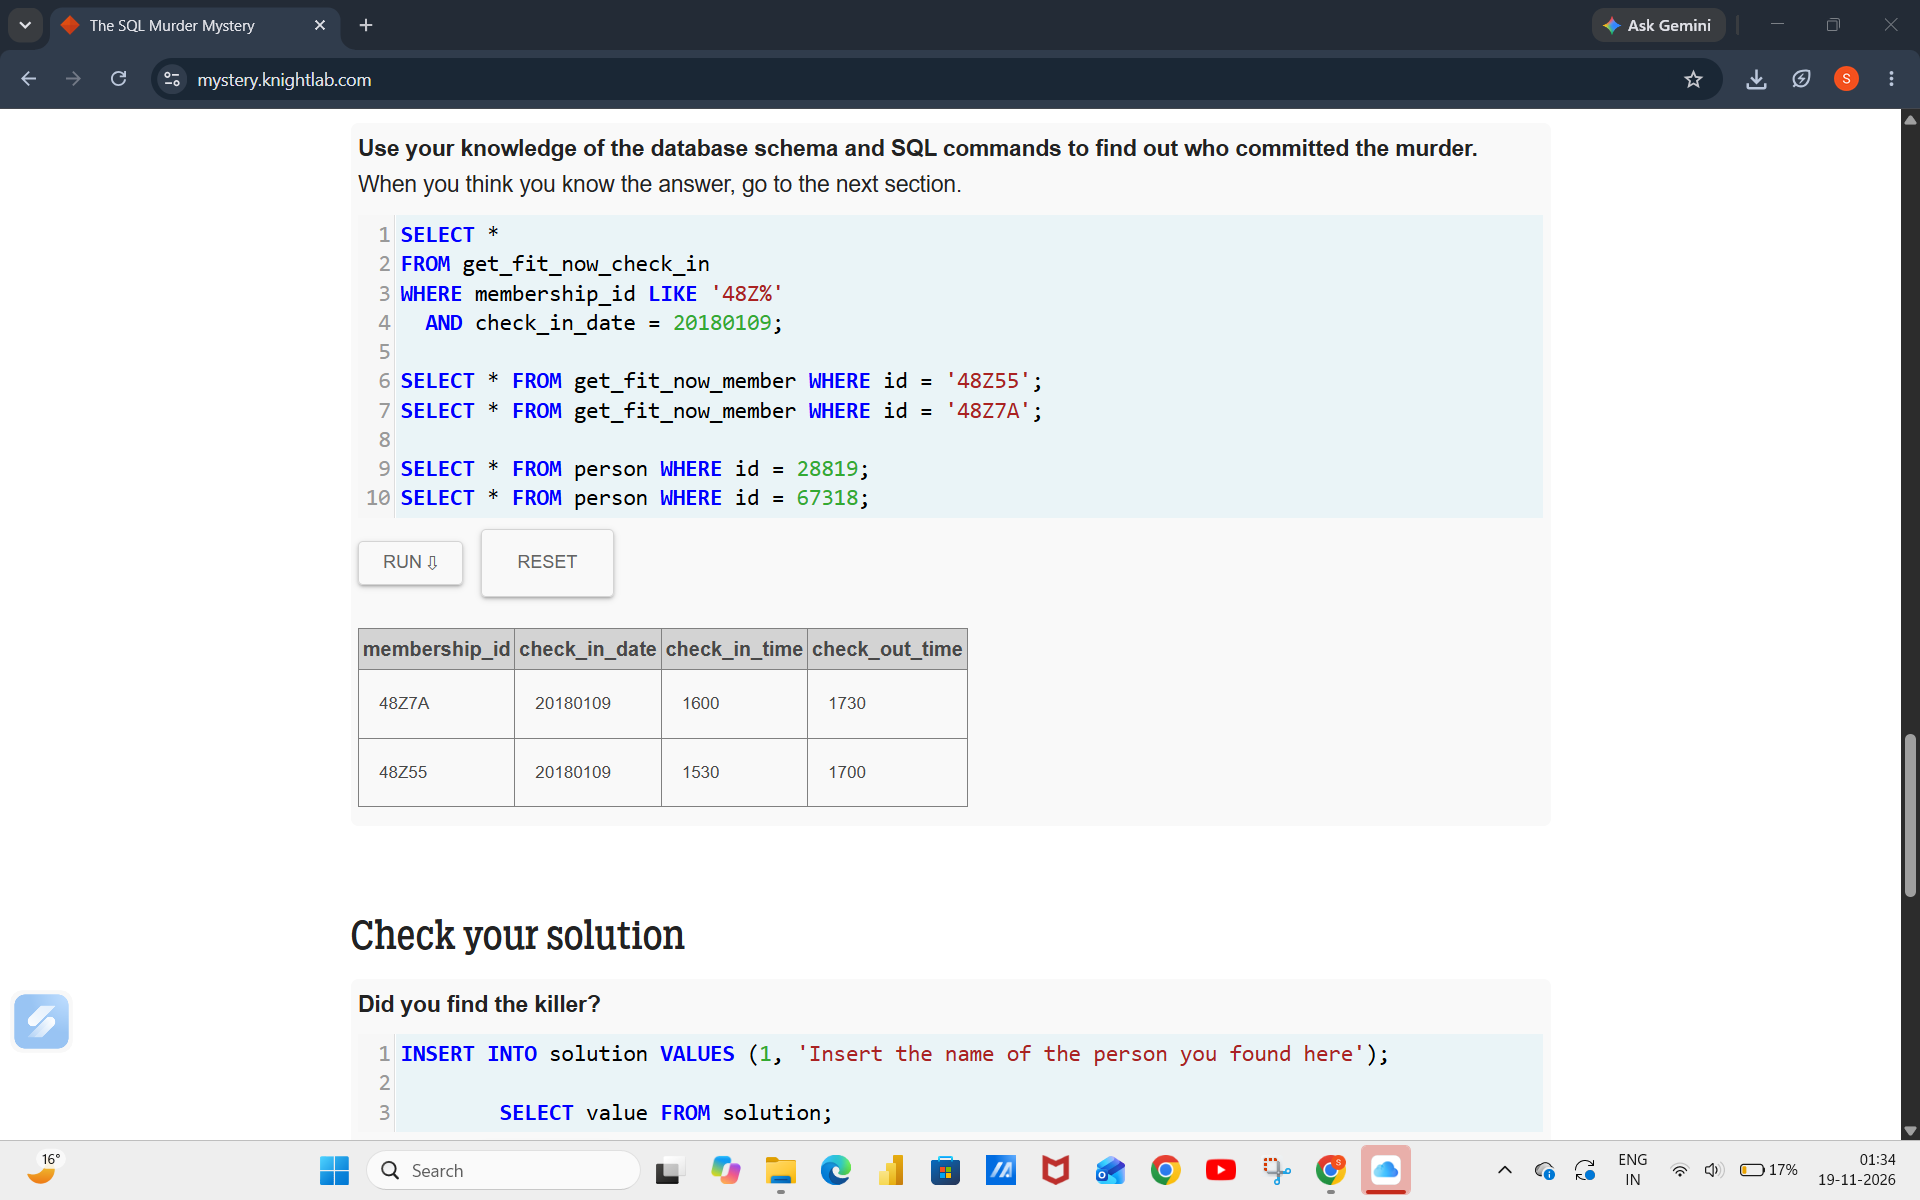 The SQL Murder Mystery
Ask Gemini
mystery.knightlab.com
S
Use your knowledge of the database schema and SQL commands to find out who committed the murder.
When you think you know the answer, go to the next section.
1 SELECT *
2 FROM get_fit_now_check_in
3 WHERE membership_id LIKE '48Z%'
4   AND check_in_date = 20180109;
5
6 SELECT * FROM get_fit_now_member WHERE id = '48Z55';
7 SELECT * FROM get_fit_now_member WHERE id = '48Z7A';
8
9 SELECT * FROM person WHERE id = 28819;
10 SELECT * FROM person WHERE id = 67318;
RUN ⇩ RESET
membership_id check_in_date check_in_time check_out_time
48Z7A 20180109 1600 1730
48Z55 20180109 1530 1700
Check your solution
Did you find the killer?
1 INSERT INTO solution VALUES (1, 'Insert the name of the person you found here');
2
3         SELECT value FROM solution;
16°
Search
ENG
IN
17%
01:34
19-11-2026